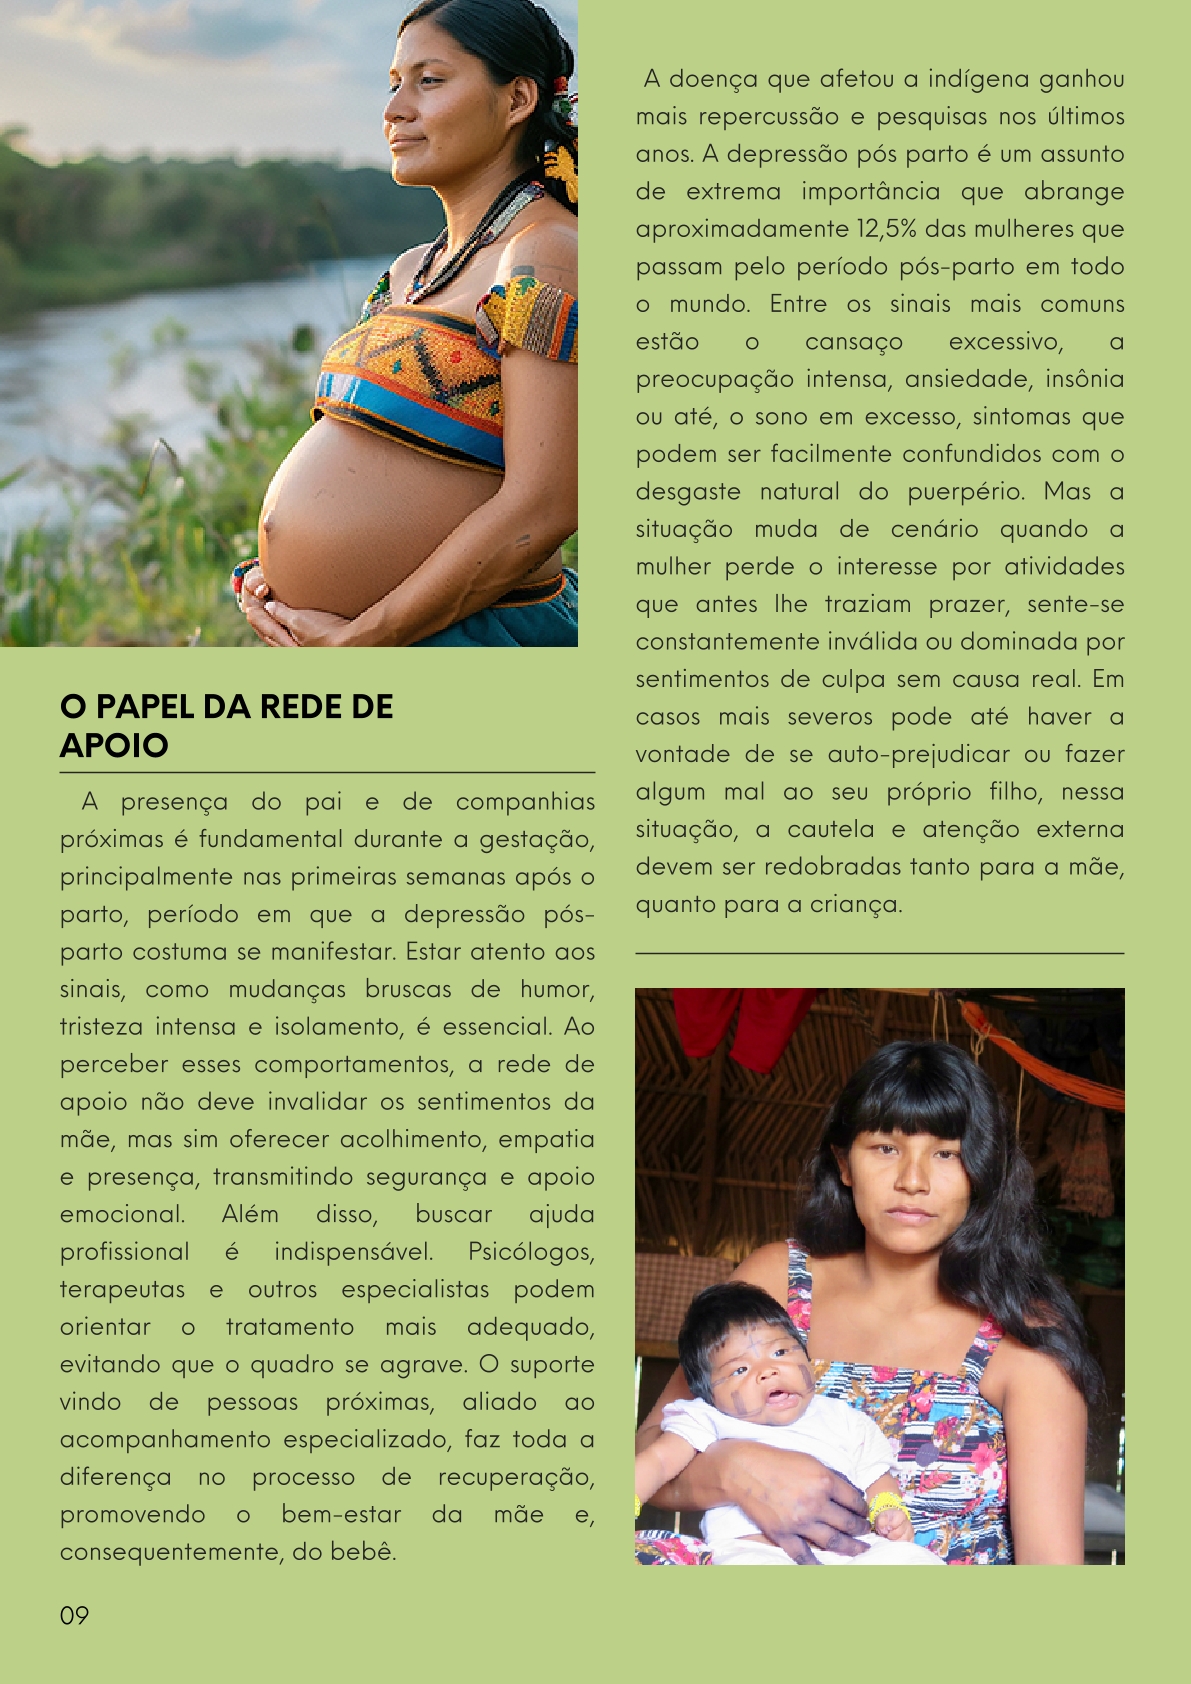 O PAPEL DA REDE DE
APOIO
A presença do pai e de companhias
próximas é fundamental durante a gestação,
principalmente nas primeiras semanas após o
parto, período em que a depressão pós-
parto costuma se manifestar. Estar atento aos
sinais, como mudanças bruscas de humor,
tristeza intensa e isolamento, é essencial. Ao
perceber esses comportamentos, a rede de
apoio não deve invalidar os sentimentos da
mãe, mas sim oferecer acolhimento, empatia
e presença, transmitindo segurança e apoio
emocional. Além disso, buscar ajuda
profissional é indispensável. Psicólogos,
terapeutas e outros especialistas podem
orientar o tratamento mais adequado,
evitando que o quadro se agrave. O suporte
vindo de pessoas próximas, aliado ao
acompanhamento especializado, faz toda a
diferença no processo de recuperação,
promovendo o bem-estar da mãe e,
consequentemente, do bebê.
A doença que afetou a indígena ganhou
mais repercussão e pesquisas nos últimos
anos. A depressão pós parto é um assunto
de extrema importância que abrange
aproximadamente 12,5% das mulheres que
passam pelo período pós-parto em todo
o mundo. Entre os sinais mais comuns
estão o cansaço excessivo, a
preocupação intensa, ansiedade, insônia
ou até, o sono em excesso, sintomas que
podem ser facilmente confundidos com o
desgaste natural do puerpério. Mas a
situação muda de cenário quando a
mulher perde o interesse por atividades
que antes lhe traziam prazer, sente-se
constantemente inválida ou dominada por
sentimentos de culpa sem causa real. Em
casos mais severos pode até haver a
vontade de se auto-prejudicar ou fazer
algum mal ao seu próprio filho, nessa
situação, a cautela e atenção externa
devem ser redobradas tanto para a mãe,
quanto para a criança.
09